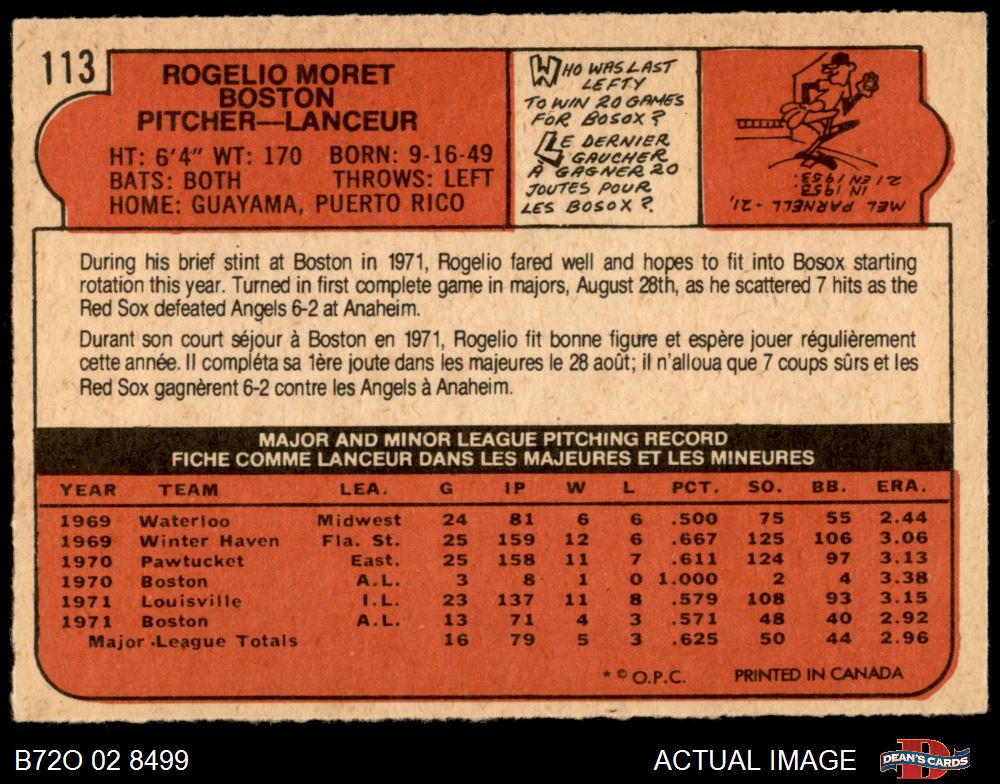 113
ROGELIO MORET
BOSTON
PITCHER—LANCEUR
HT: 6'4" WT: 170 BORN: 9-16-49
BATS: BOTH THROWS: LEFT
HOME: GUAYAMA, PUERTO RICO
WHO WAS LAST
LEFTY
TO WIN 20 GAMES
FOR BOSOX?
LE DERNIER
GAUCHER
À GAGNER 20
JOUTES POUR
LES BOSOX?
MEL PARNELL - 21,
IN 1953.
21 EN 1953.
During his brief stint at Boston in 1971, Rogelio fared well and hopes to fit into Bosox starting
rotation this year. Turned in first complete game in majors, August 28th, as he scattered 7 hits as the
Red Sox defeated Angels 6-2 at Anaheim.
Durant son court séjour à Boston en 1971, Rogelio fit bonne figure et espère jouer régulièrement
cette année. Il compléta sa 1ère joute dans les majeures le 28 août; il n'alloua que 7 coups sûrs et les
Red Sox gagnèrent 6-2 contre les Angels à Anaheim.
MAJOR AND MINOR LEAGUE PITCHING RECORD
FICHE COMME LANCEUR DANS LES MAJEURES ET LES MINEURES
YEAR TEAM LEA. G IP W L PCT. SO. BB. ERA.
1969 Waterloo Midwest 24 81 6 6 .500 75 55 2.44
1969 Winter Haven Fla. St. 25 159 12 6 .667 125 106 3.06
1970 Pawtucket East. 25 158 11 7 .611 124 97 3.13
1970 Boston A.L. 3 8 1 0 1.000 2 4 3.38
1971 Louisville I.L. 23 137 11 8 .579 108 93 3.15
1971 Boston A.L. 13 71 4 3 .571 48 40 2.92
Major League Totals 16 79 5 3 .625 50 44 2.96
* © O.P.C. PRINTED IN CANADA
B72O 02 8499 ACTUAL IMAGE
DEAN'S CARDS